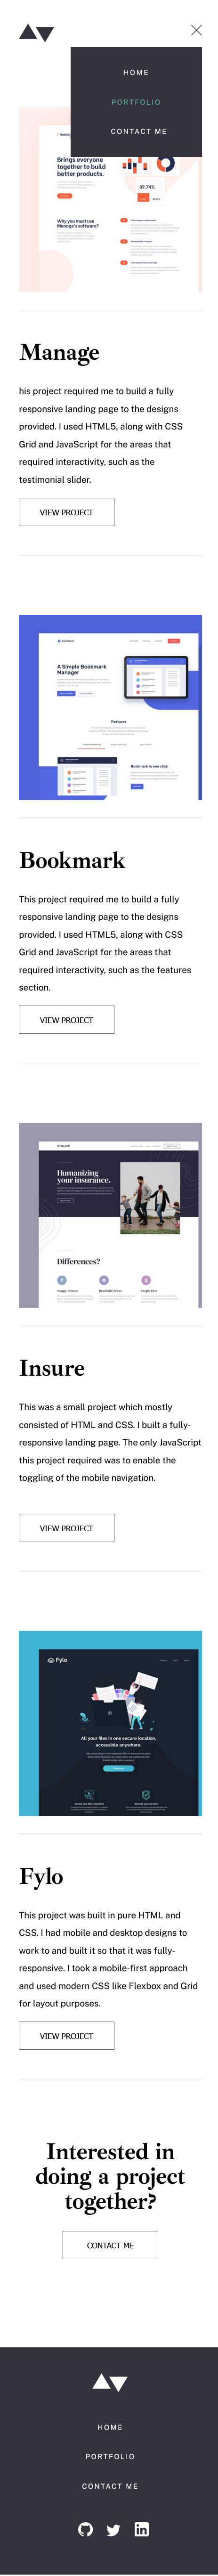 HOME
PORTFOLIO
CONTACT ME
Brings everyone
together to build
better products.
89.74%
Why you must use
Manage's software?
Manage
his project required me to build a fully
responsive landing page to the designs
provided. I used HTML5, along with CSS
Grid and JavaScript for the areas that
required interactivity, such as the
testimonial slider.
VIEW PROJECT
A Simple Bookmark
Manager
Features
Bookmark in one click
Bookmark
This project required me to build a fully
responsive landing page to the designs
provided. I used HTML5, along with CSS
Grid and JavaScript for the areas that
required interactivity, such as the features
section.
VIEW PROJECT
INSURE
Humanizing
your insurance.
Differences?
Snappy Process
Affordable Prices
People First
Insure
This was a small project which mostly
consisted of HTML and CSS. I built a fully-
responsive landing page. The only JavaScript
this project required was to enable the
toggling of the mobile navigation.
VIEW PROJECT
Fylo
All your files in one secure location,
accessible anywhere.
Fylo
This project was built in pure HTML and
CSS. I had mobile and desktop designs to
work to and built it so that it was fully-
responsive. I took a mobile-first approach
and used modern CSS like Flexbox and Grid
for layout purposes.
VIEW PROJECT
Interested in
doing a project
together?
CONTACT ME
HOME
PORTFOLIO
CONTACT ME